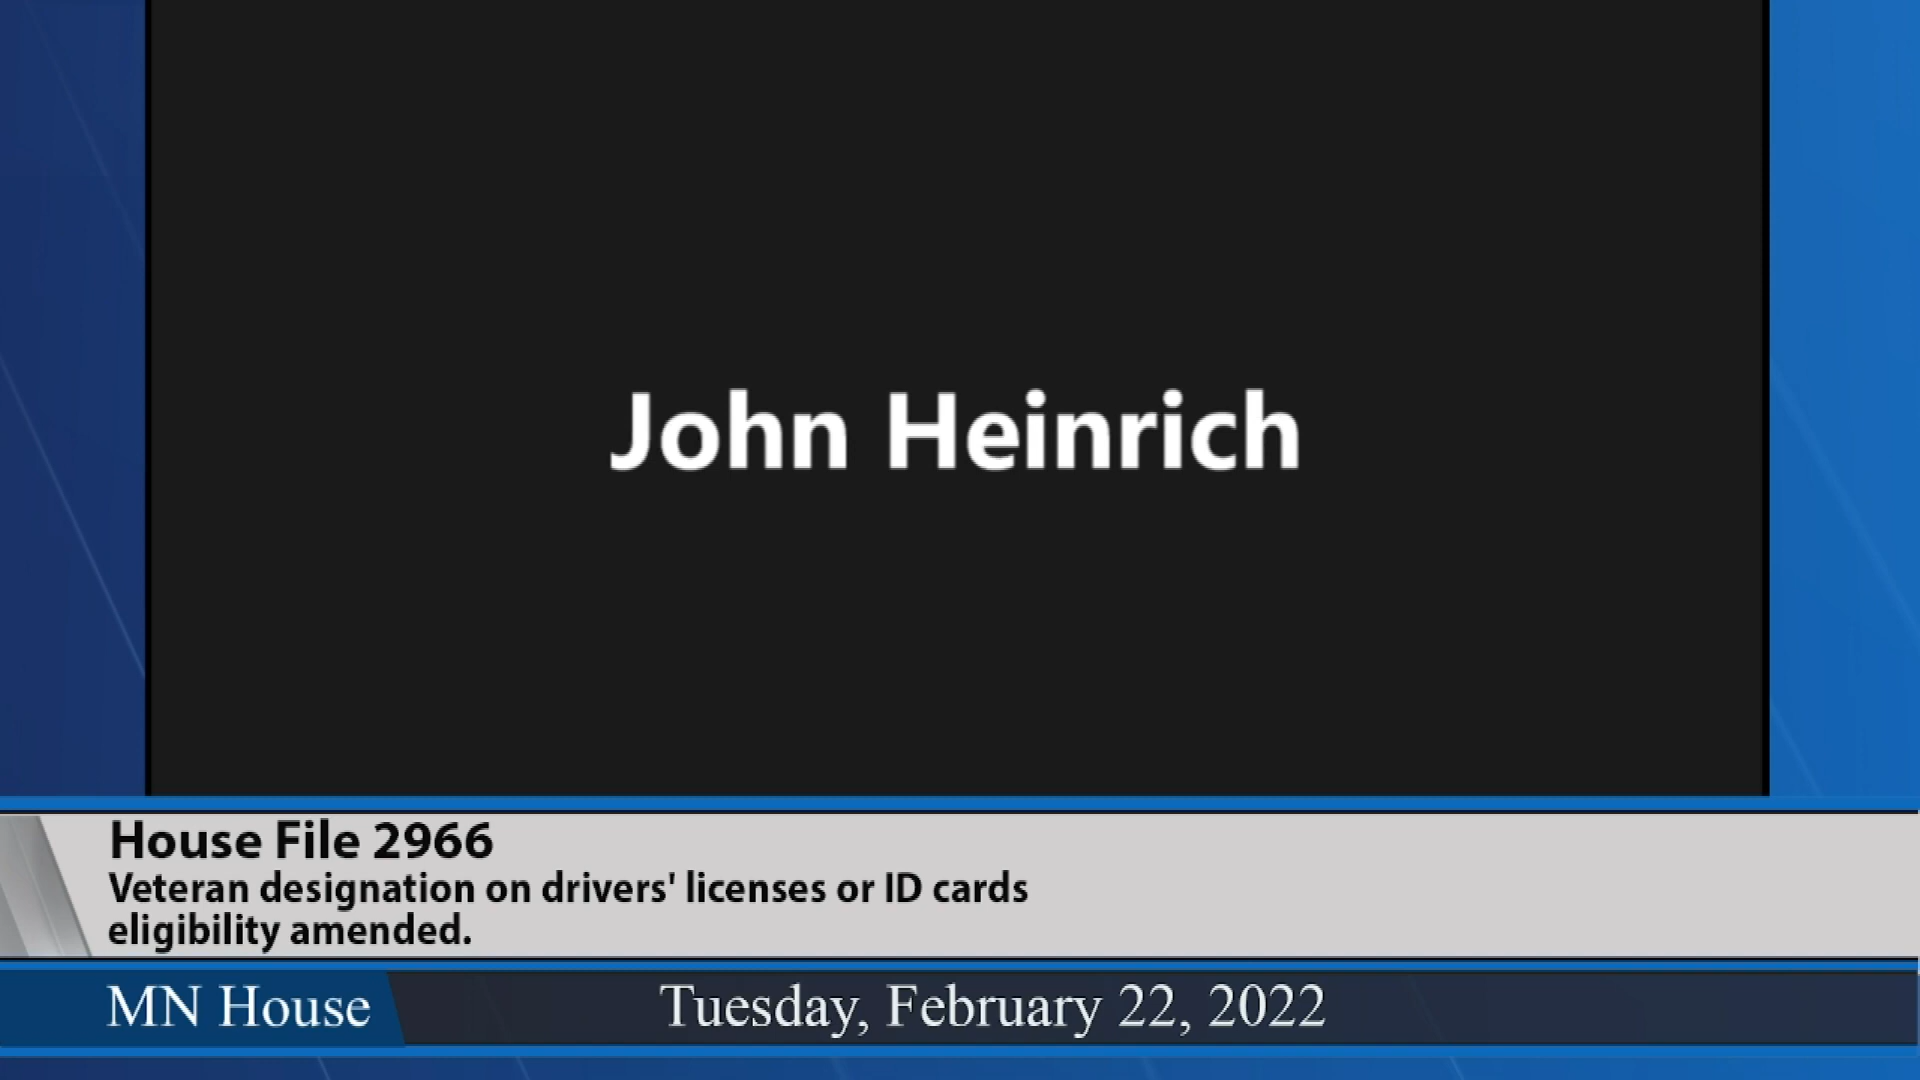 John Heinrich
House File 2966
Veteran designation on drivers' licenses or ID cards
eligibility amended.
MN House
Tuesday, February 22, 2022